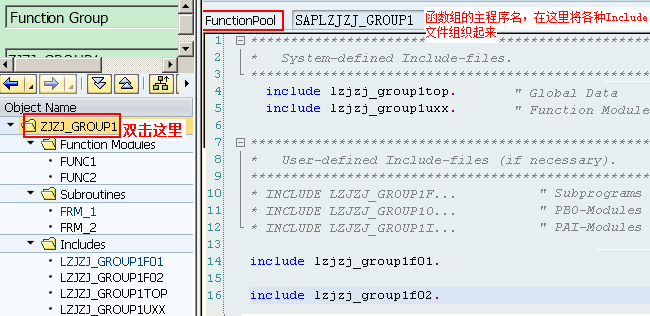 Function Group
ZJZJ_GROUP1
Object Name
ZJZJ_GROUP1
双击这里
Function Modules
FUNC1
FUNC2
Subroutines
FRM_1
FRM_2
Includes
LZJZJ_GROUP1F01
LZJZJ_GROUP1F02
LZJZJ_GROUP1TOP
LZJZJ_GROUP1UXX
FunctionPool
SAPLZJZJ_GROUP1
函数组的主程序名，在这里将各种Include
文件组织起来
1 *****************************************************
2 *   System-defined Include-files.
3 *****************************************************
4 include lzjzj_group1top. " Global Data
5 include lzjzj_group1uxx. " Function Module
6
7 *****************************************************
8 *   User-defined Include-files (if necessary).
9 *****************************************************
10 * INCLUDE LZJZJ_GROUP1F... " Subprograms
11 * INCLUDE LZJZJ_GROUP1O... " PBO-Modules
12 * INCLUDE LZJZJ_GROUP1I... " PAI-Modules
13
14 include lzjzj_group1f01.
15
16 include lzjzj_group1f02.